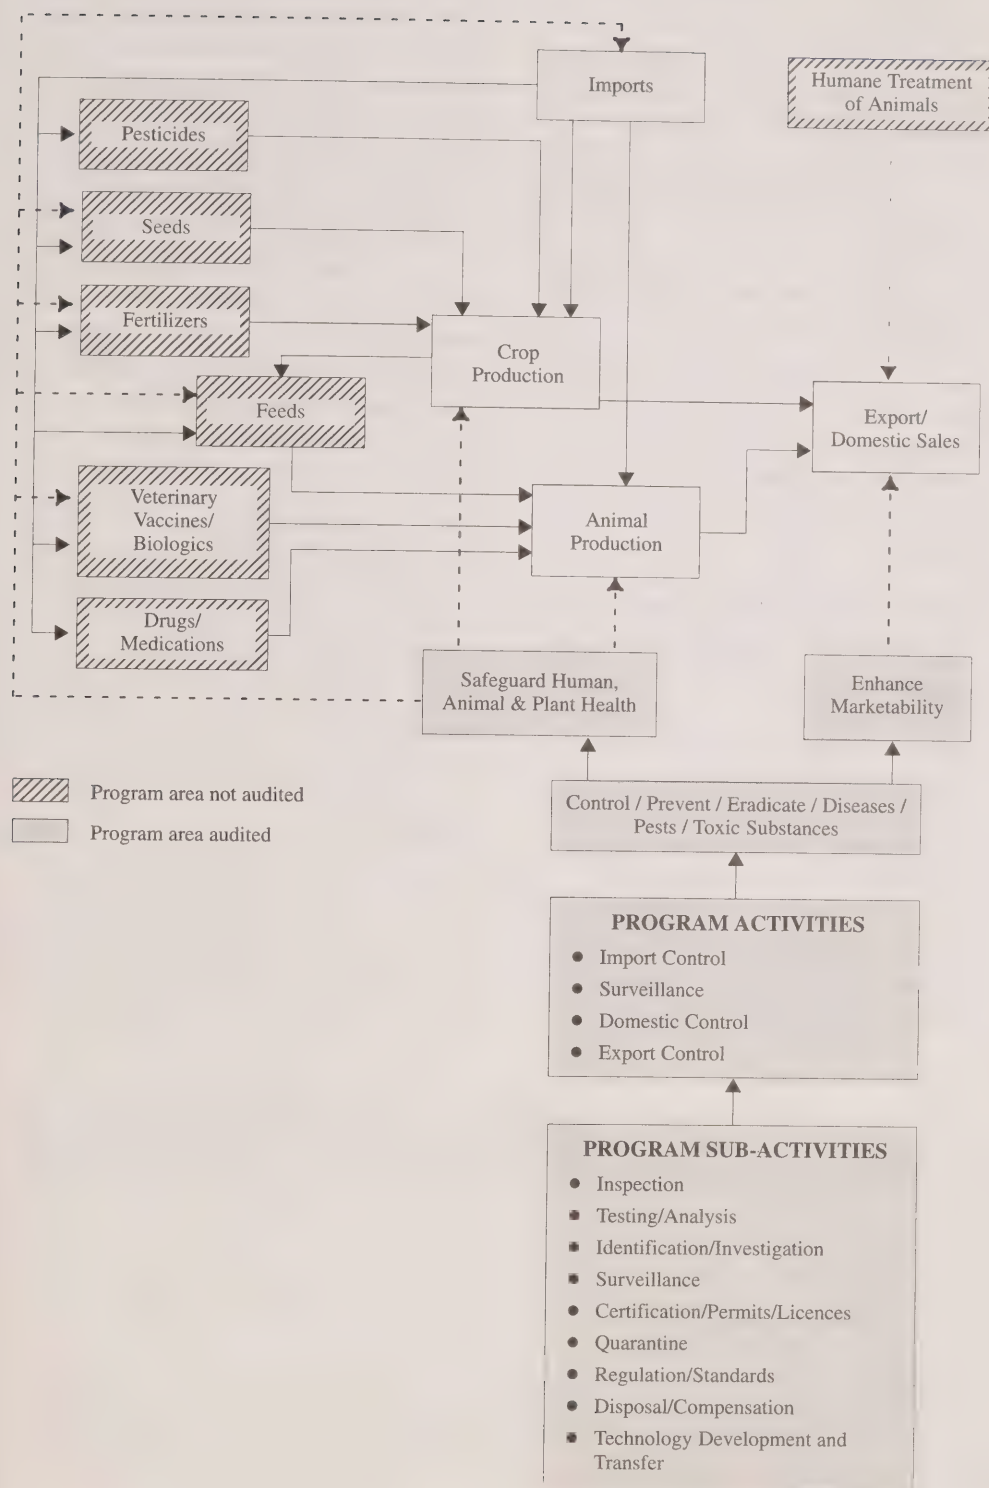 Imports
Humane Treatment
of Animals
Pesticides
Seeds
Fertilizers
Crop
Production
Feeds
Export/
Domestic Sales
Veterinary
Vaccines/
Biologics
Animal
Production
Drugs/
Medications
Safeguard Human,
Animal & Plant Health
Enhance
Marketability
Program area not audited
Program area audited
Control / Prevent / Eradicate / Diseases /
Pests / Toxic Substances
PROGRAM ACTIVITIES
● Import Control
● Surveillance
● Domestic Control
● Export Control
PROGRAM SUB-ACTIVITIES
● Inspection
● Testing/Analysis
● Identification/Investigation
● Surveillance
● Certification/Permits/Licences
● Quarantine
● Regulation/Standards
● Disposal/Compensation
● Technology Development and
Transfer